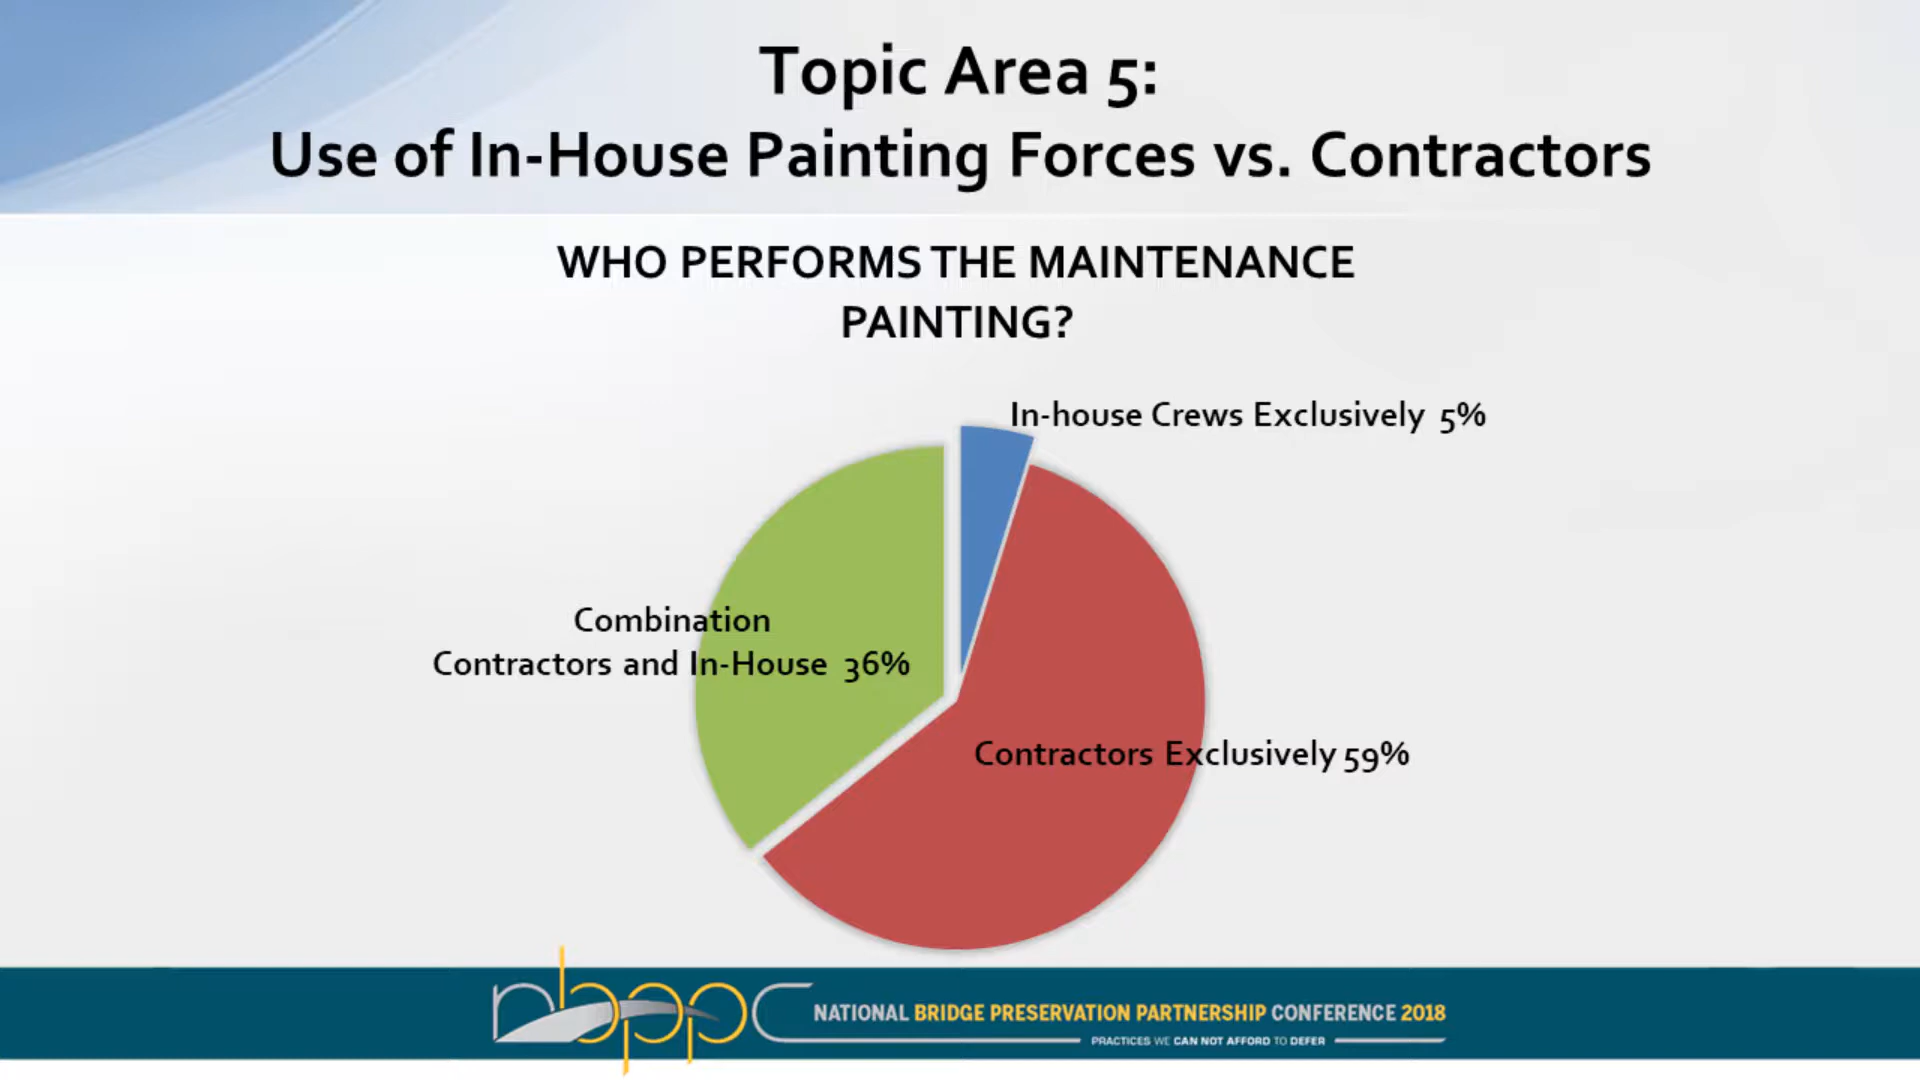 Topic Area 5:
Use of In-House Painting Forces vs. Contractors
WHO PERFORMS THE MAINTENANCE
PAINTING?
In-house Crews Exclusively 5%
Combination
Contractors and In-House 36%
Contractors Exclusively 59%
nbppc
NATIONAL BRIDGE PRESERVATION PARTNERSHIP CONFERENCE 2018
PRACTICES WE CAN NOT AFFORD TO DEFER